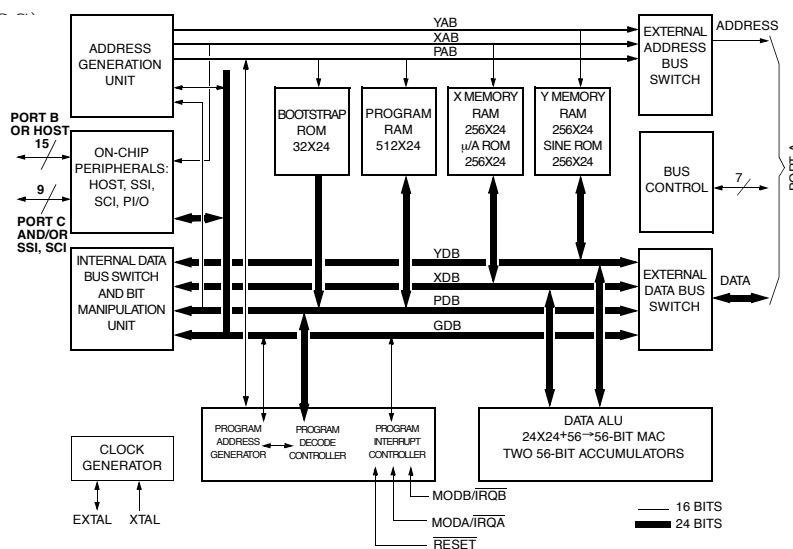 YAB
XAB
PAB
ADDRESS
GENERATION
UNIT
EXTERNAL
ADDRESS
BUS
SWITCH
ADDRESS
PORT B
OR HOST
15
9
PORT C
AND/OR
SSI, SCI
ON-CHIP
PERIPHERALS:
HOST, SSI,
SCI, PI/O
BOOTSTRAP
ROM
32X24
PROGRAM
RAM
512X24
X MEMORY
RAM
256X24
μ/A ROM
256X24
Y MEMORY
RAM
256X24
SINE ROM
256X24
BUS
CONTROL
7
PORT A
INTERNAL DATA
BUS SWITCH
AND BIT
MANIPULATION
UNIT
YDB
XDB
PDB
GDB
EXTERNAL
DATA BUS
SWITCH
DATA
PROGRAM
ADDRESS
GENERATOR
PROGRAM
DECODE
CONTROLLER
PROGRAM
INTERRUPT
CONTROLLER
DATA ALU
24X24+56→56-BIT MAC
TWO 56-BIT ACCUMULATORS
CLOCK
GENERATOR
EXTAL
XTAL
MODB/IRQB
MODA/IRQA
RESET
16 BITS
24 BITS